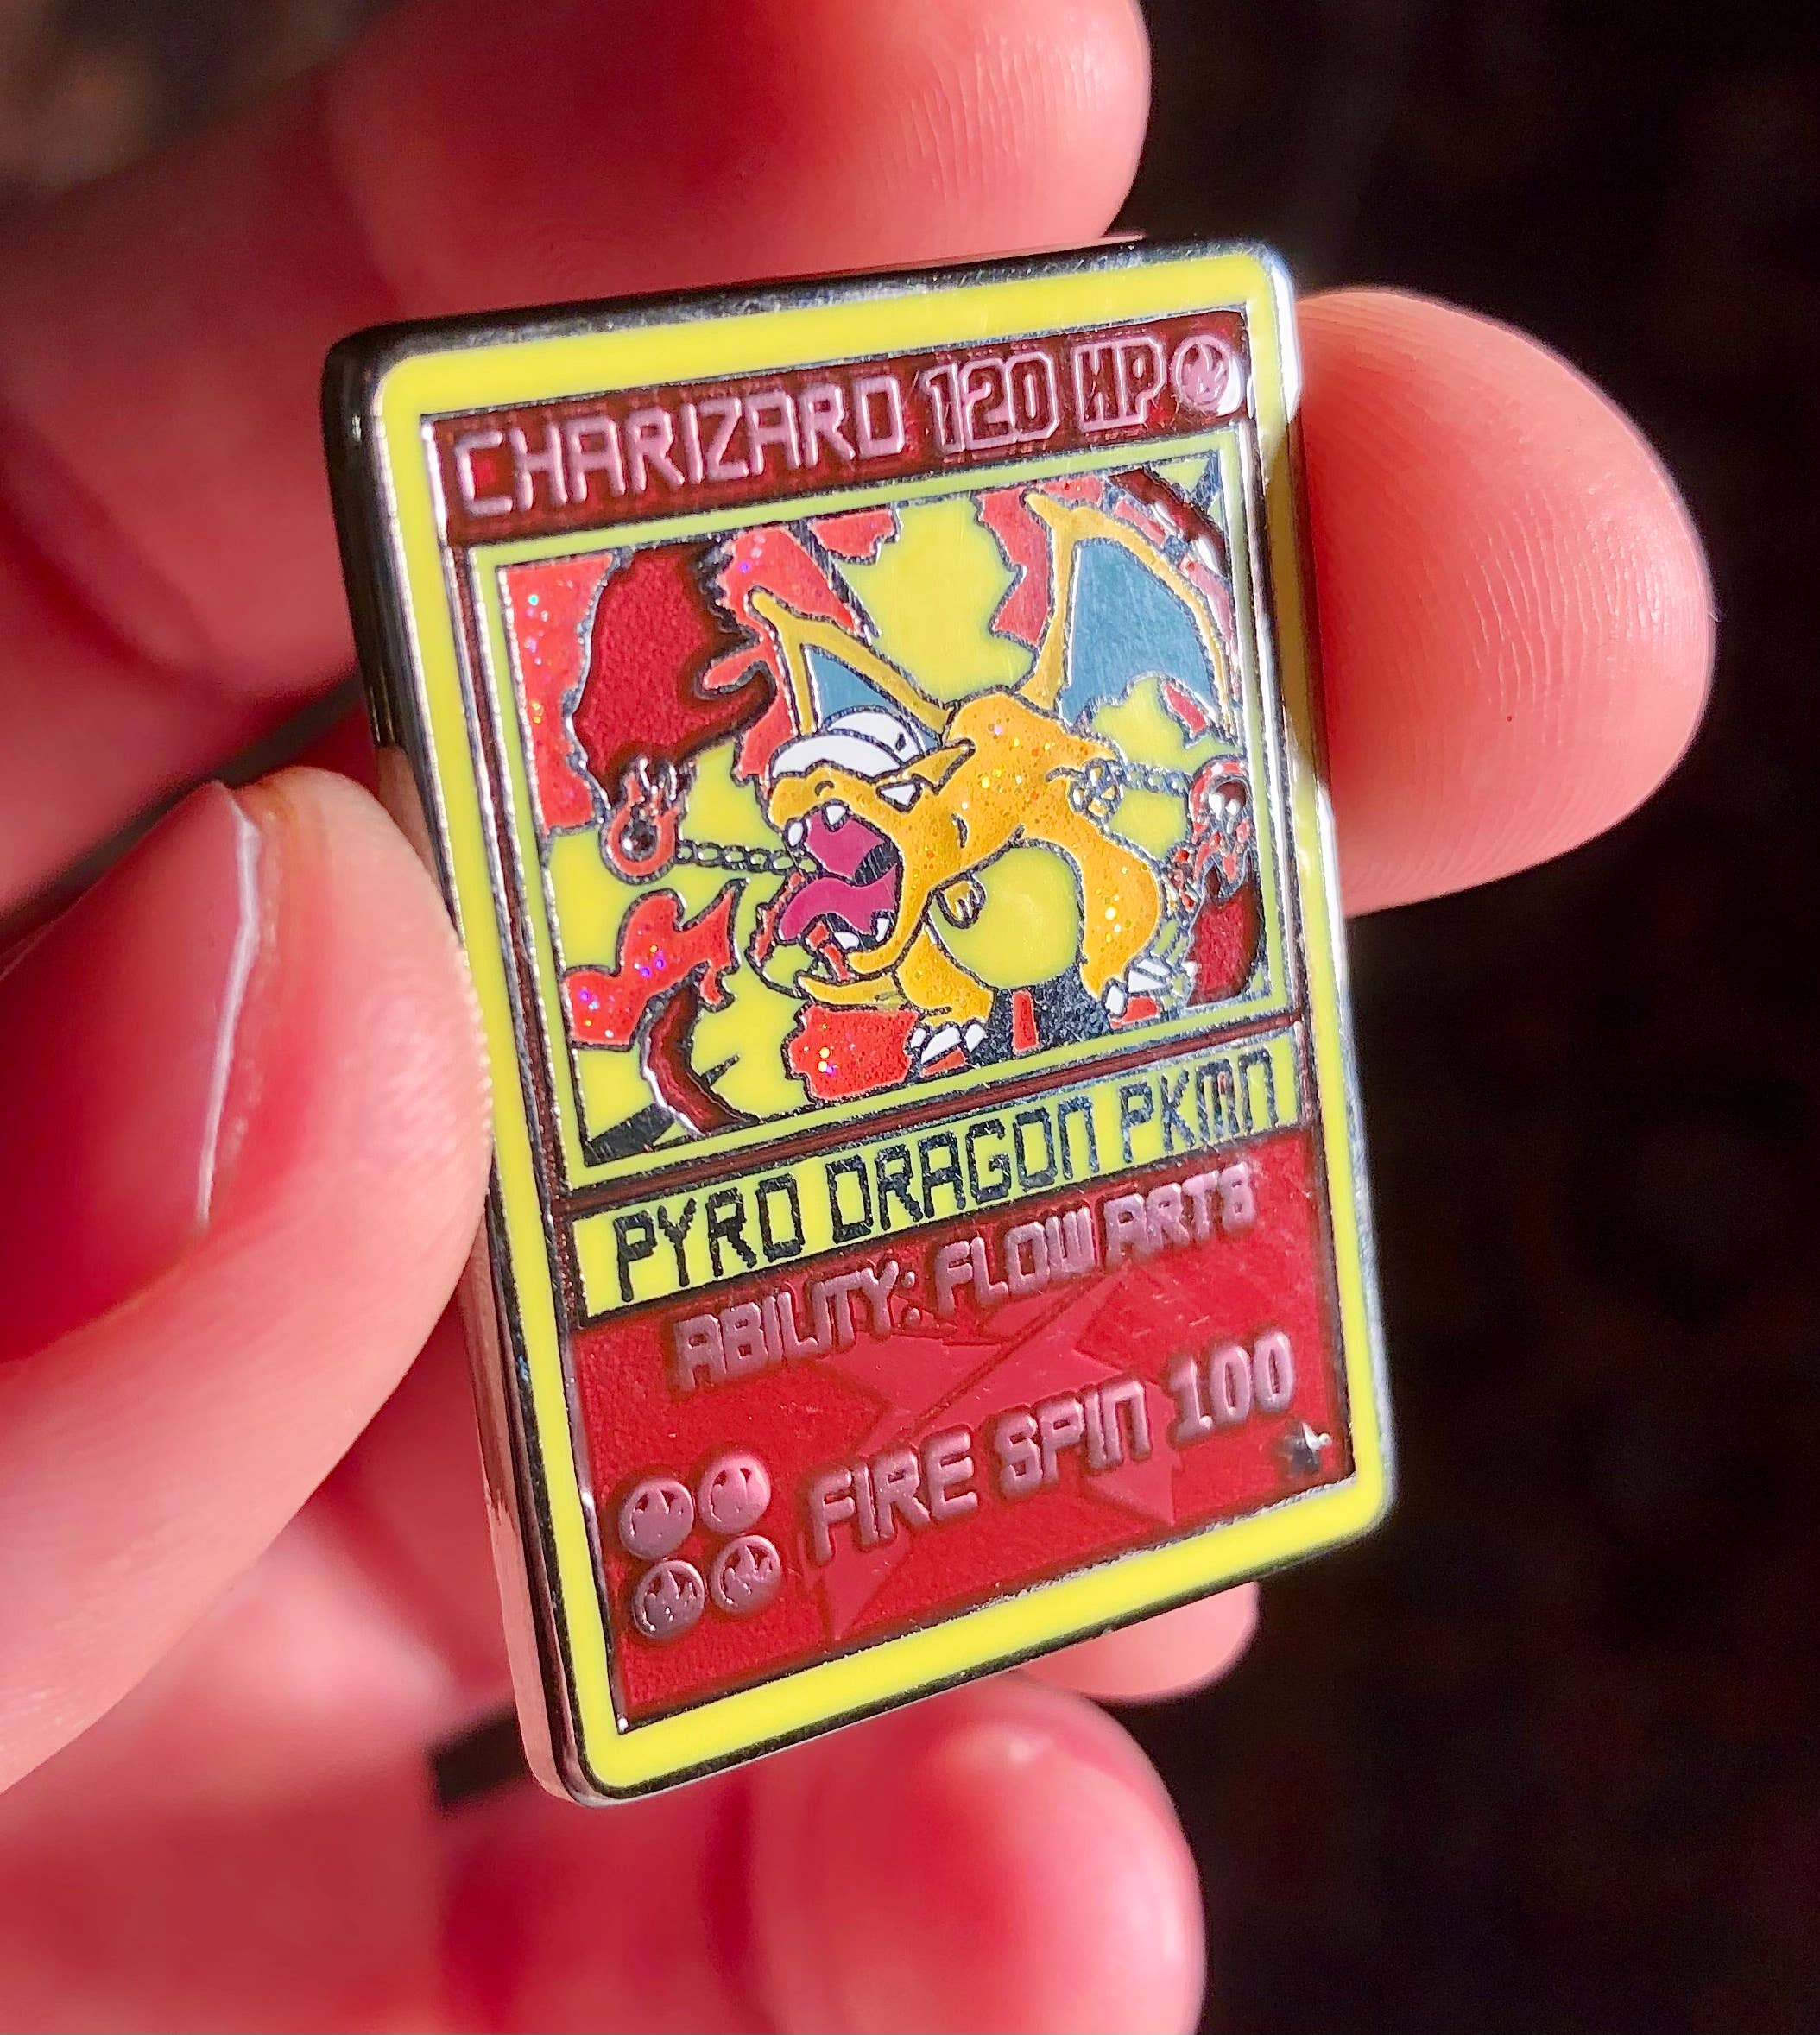 CHARIZARD 120 HP
PYRO DRAGON PKMN
ABILITY: FLOW ARTS
FIRE SPIN 100